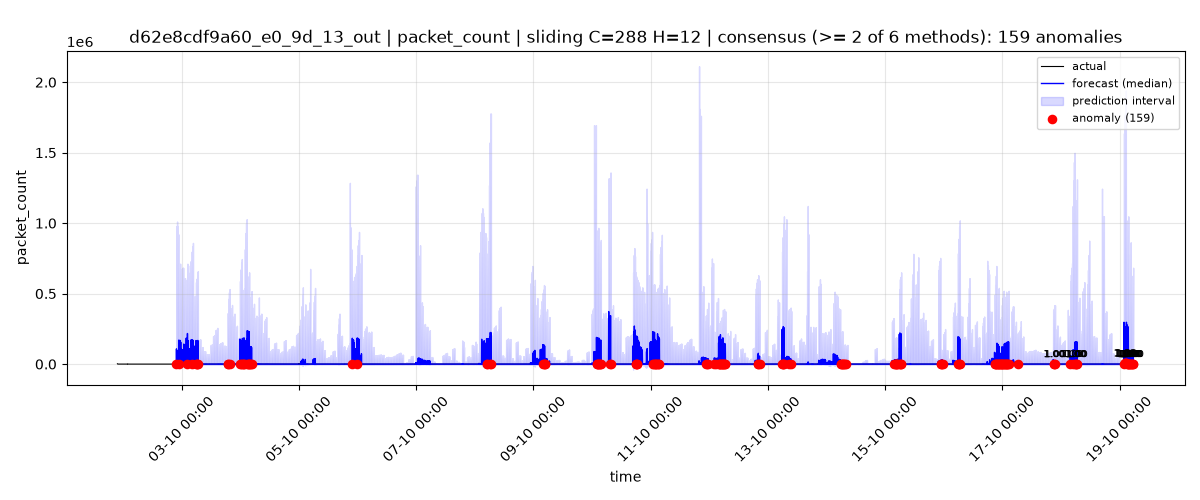 d62e8cdf9a60_e0_9d_13_out | packet_count | sliding C=288 H=12 | consensus (>= 2 of 6 methods): 159 anomalies
1e6
actual
forecast (median)
prediction interval
anomaly (159)
2.0
1.5
1.0
0.5
0.0
packet_count
03-10 00:00
05-10 00:00
07-10 00:00
09-10 00:00
11-10 00:00
13-10 00:00
15-10 00:00
17-10 00:00
19-10 00:00
time